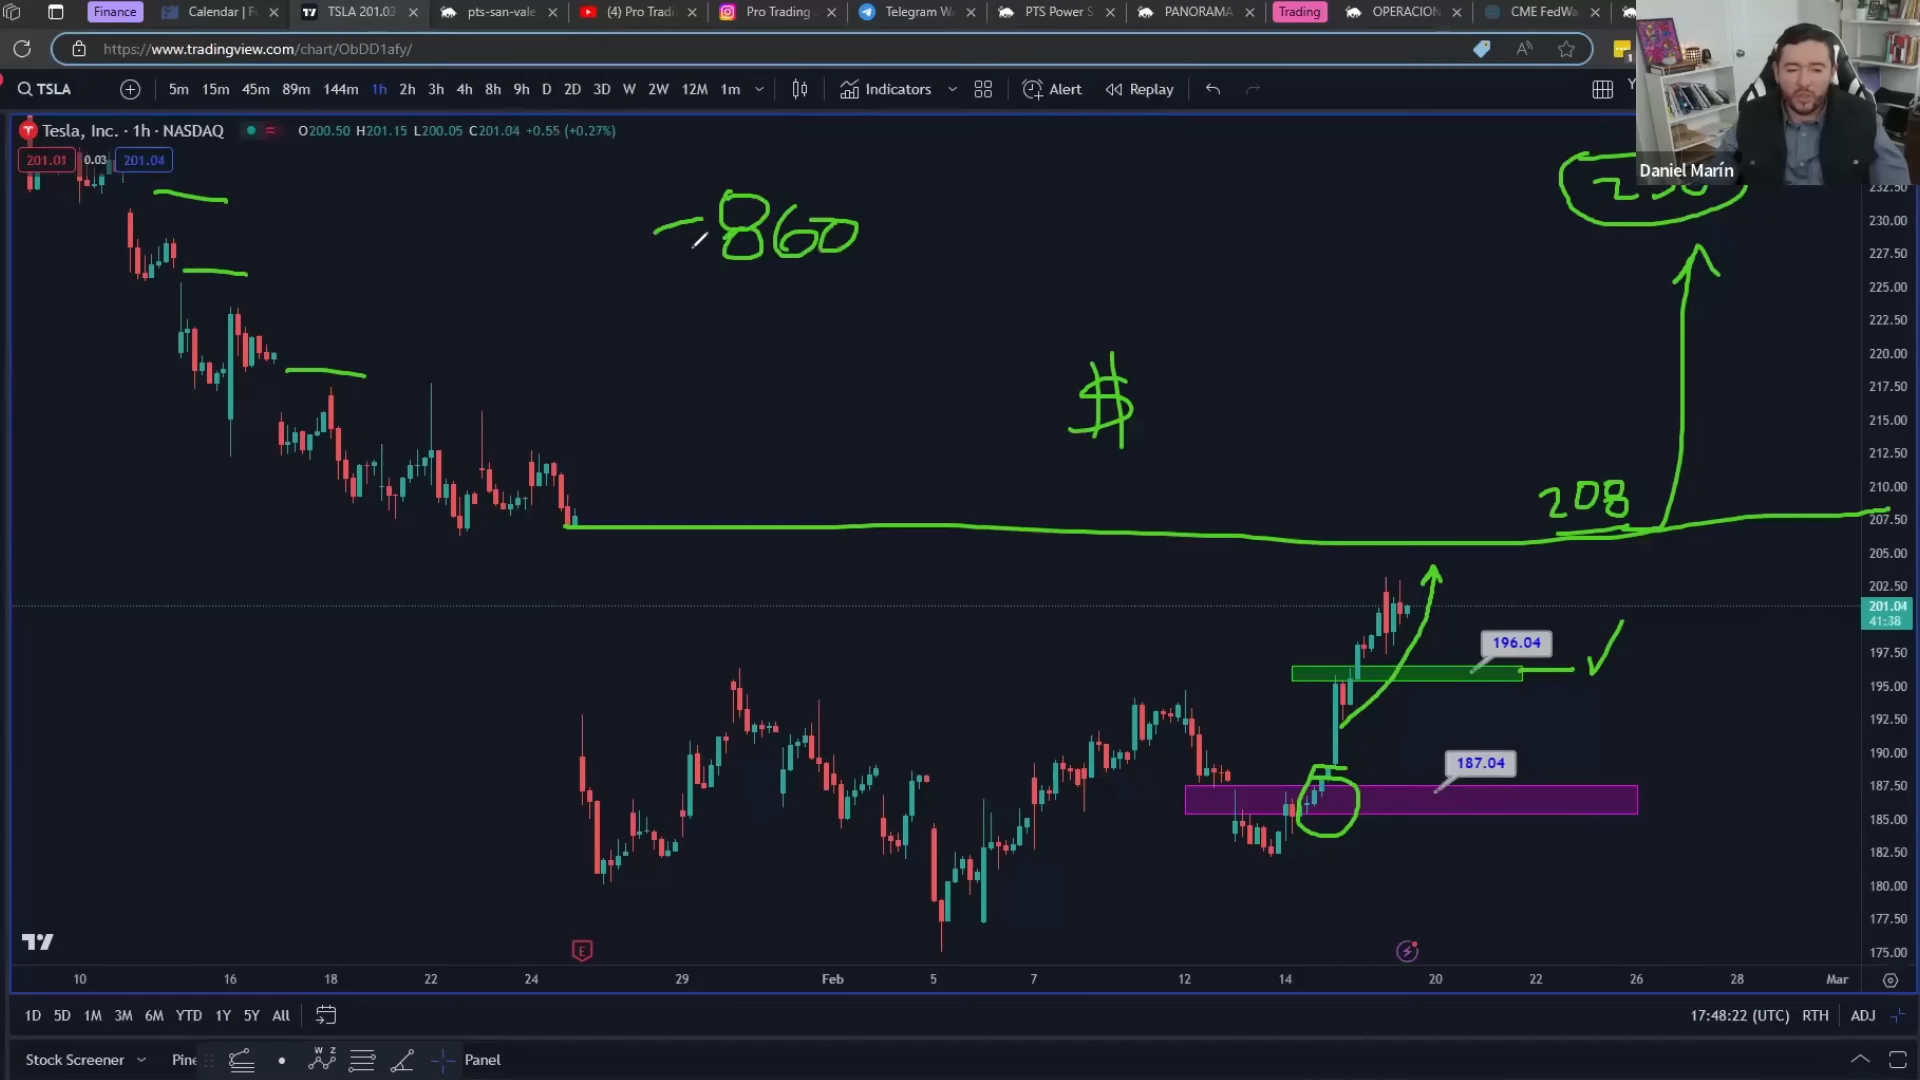 Finance
Calendar | F
TSLA 201.03
pts-san-vale
(4) Pro Tradi
Pro Trading
Telegram W
PTS Power S
PANORAMA
Trading
OPERACION
CME FedWa
https://www.tradingview.com/chart/ObDD1afy/
TSLA 5m 15m 45m 89m 144m 1h 2h 3h 4h 8h 9h D 2D 3D W 2W 12M 1m Indicators Alert Replay
Tesla, Inc. · 1h · NASDAQ O200.50 H201.15 L200.05 C201.04 +0.55 (+0.27%)
201.01 0.03 201.04
Daniel Marín
-860
$
208
232.50
230.00
227.50
225.00
222.50
220.00
217.50
215.00
212.50
210.00
207.50
205.00
202.50
201.04
41:38
197.50
195.00
192.50
190.00
187.50
185.00
182.50
180.00
177.50
175.00
196.04
187.04
E
10 16 18 22 24 29 Feb 5 7 12 14 20 22 26 28 Mar
1D 5D 1M 3M 6M YTD 1Y 5Y All 17:48:22 (UTC) RTH ADJ
Stock Screener Pine W Z Panel